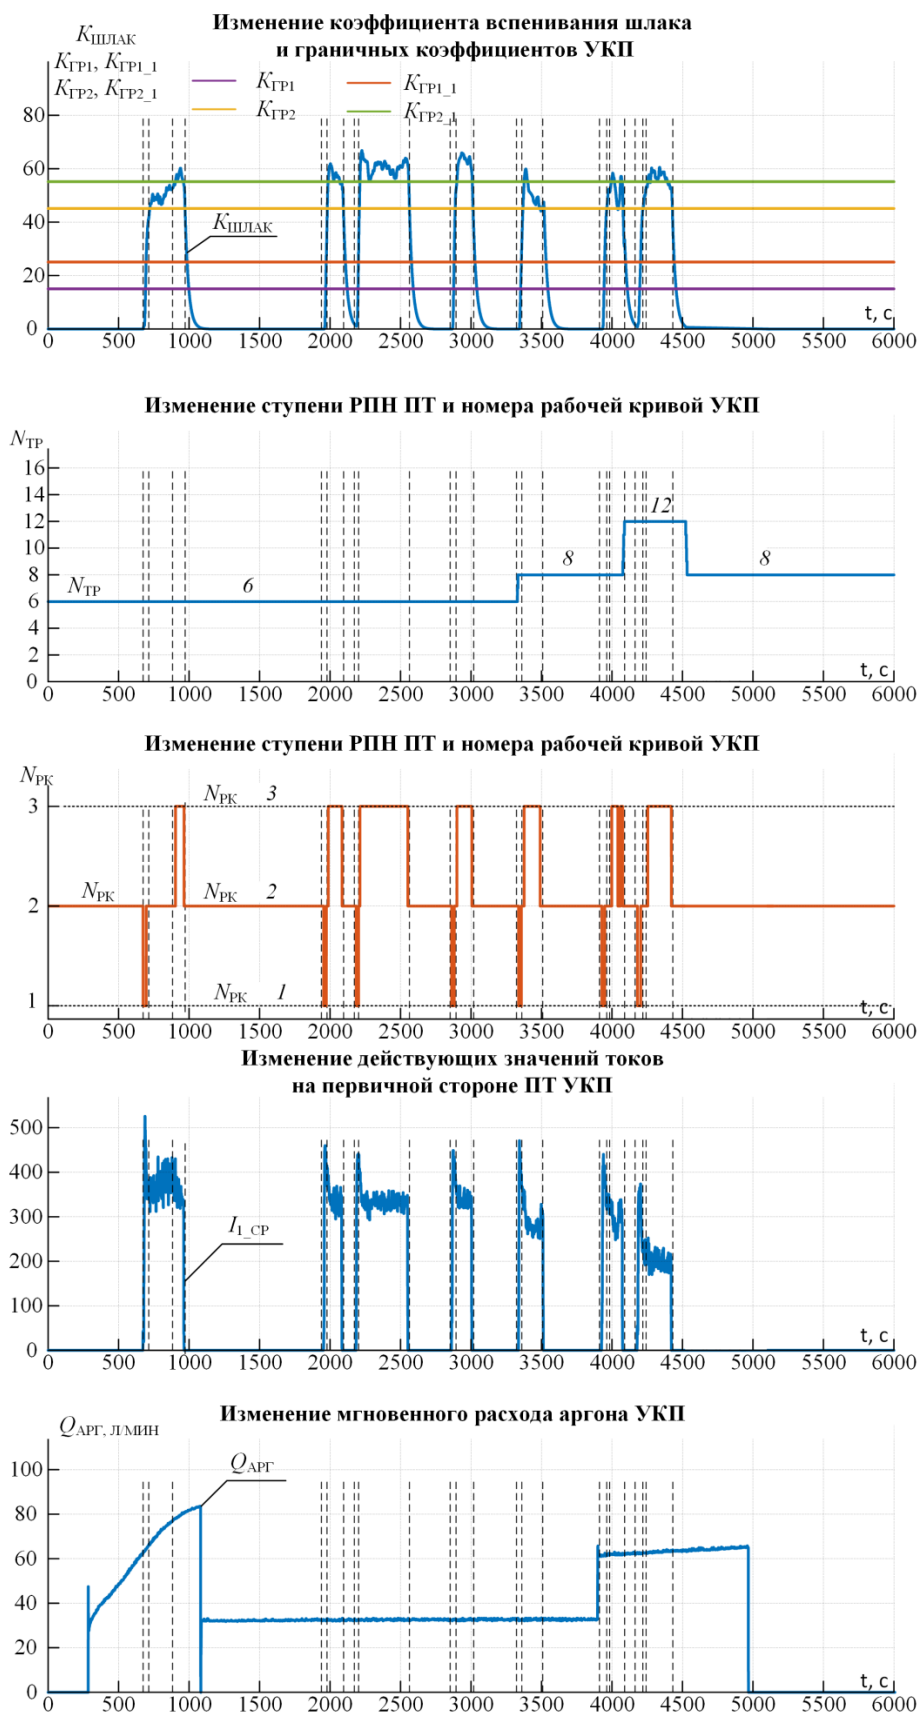 Изменение коэффициента вспенивания шлака
и граничных коэффициентов УКП
KШЛАК
KГР1, KГР1_1
KГР2, KГР2_1
KГР1
KГР1_1
KГР2
KГР2_1
80
60
40
20
0
KШЛАК
t, c
0 500 1000 1500 2000 2500 3000 3500 4000 4500 5000 5500 6000
Изменение ступени РПН ПТ и номера рабочей кривой УКП
NТР
16
14
12
10
8
6
4
2
0
NТР
6
8
12
8
t, c
0 500 1000 1500 2000 2500 3000 3500 4000 4500 5000 5500 6000
Изменение ступени РПН ПТ и номера рабочей кривой УКП
NРК
3
2
1
NРК 3
NРК
NРК 2
NРК 1
0 500 1000 1500 2000 2500 3000 3500 4000 4500 5000 5500 6000
Изменение действующих значений токов
на первичной стороне ПТ УКП
500
400
300
200
100
0
I1_СР
t, c
0 500 1000 1500 2000 2500 3000 3500 4000 4500 5000 5500 6000
Изменение мгновенного расхода аргона УКП
QАРГ, Л/МИН
100
80
60
40
20
0
QАРГ
t, c
0 500 1000 1500 2000 2500 3000 3500 4000 4500 5000 5500 6000